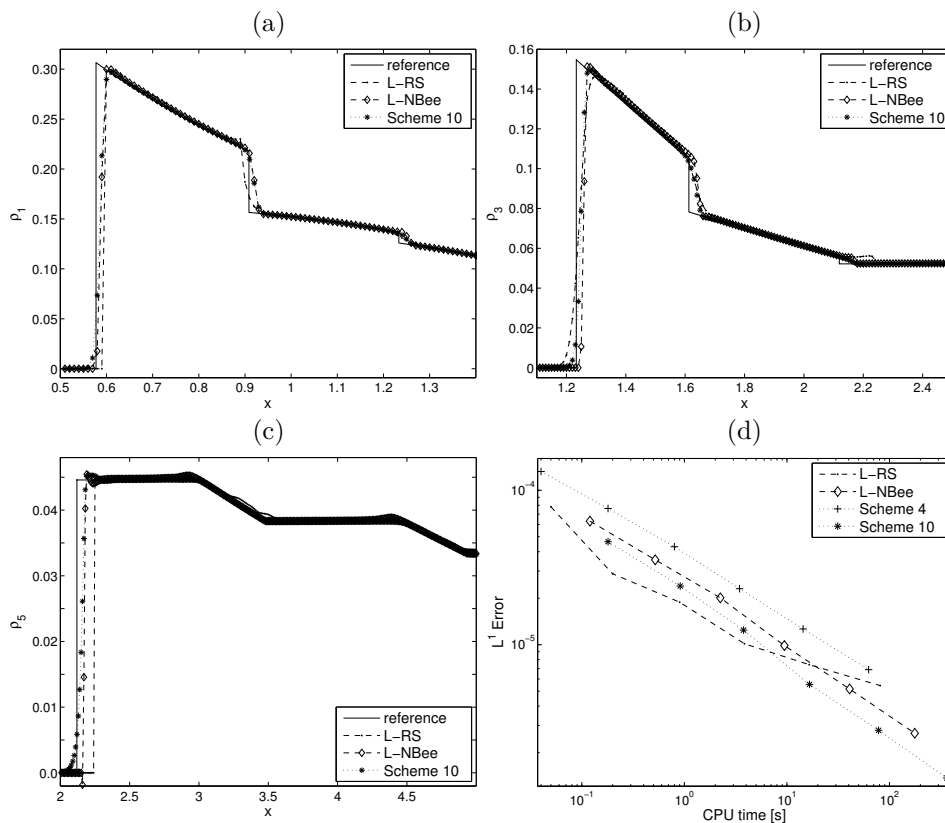 (a)
0.30
0.25
0.20
0.15
0.10
0.05
0
ρ1
0.5 0.6 0.7 0.8 0.9 1 1.1 1.2 1.3
x
reference
L−RS
L−NBee
Scheme 10
(b)
0.16
0.14
0.12
0.10
0.08
0.06
0.04
0.02
0
ρ3
1.2 1.4 1.6 1.8 2 2.2 2.4
x
reference
L−RS
L−NBee
Scheme 10
(c)
0.04
0.03
0.02
0.01
0.0
ρ5
2 2.5 3 3.5 4 4.5
x
reference
L−RS
L−NBee
Scheme 10
(d)
10−4
10−5
L1 Error
10−1 100 101 102
CPU time [s]
L−RS
L−NBee
Scheme 4
Scheme 10